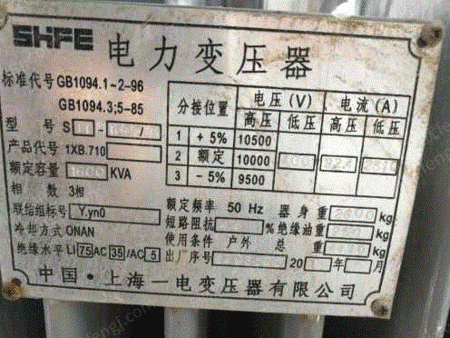 SHFE 电力变压器
标准代号 GB1094.1~2-96
GB1094.3;5-85
型号 S
产品代号 1XB.710
额定容量 KVA
相数 3相
联结组标号 Y.yn0
冷却方式 ONAN
绝缘水平 LI 75 AC 35 /AC 5
分接位置 电压(V) 电流(A)
高压 低压 高压 低压
1 +5% 10500
2 额定 10000
3 -5% 9500
额定频率 50 Hz 器身重 kg
短路阻抗 % 绝缘油重 kg
使用条件 户外 总重 kg
出厂序号 20 年 月
中国·上海一电变压器有限公司